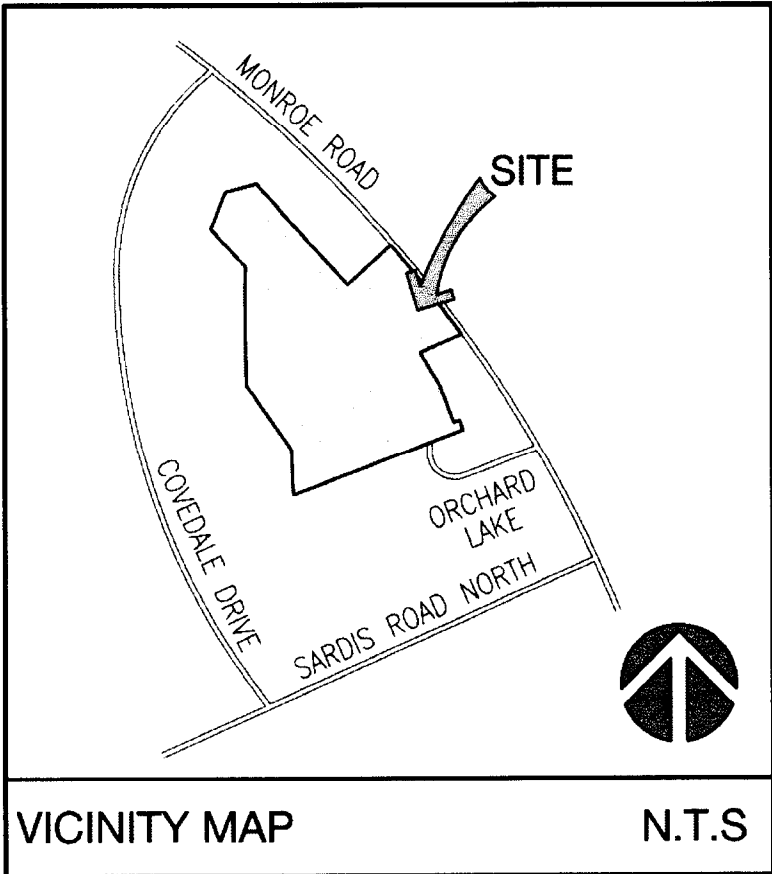 MONROE ROAD
SITE
COVEDALE DRIVE
ORCHARD
LAKE
SARDIS ROAD NORTH
VICINITY MAP
N.T.S